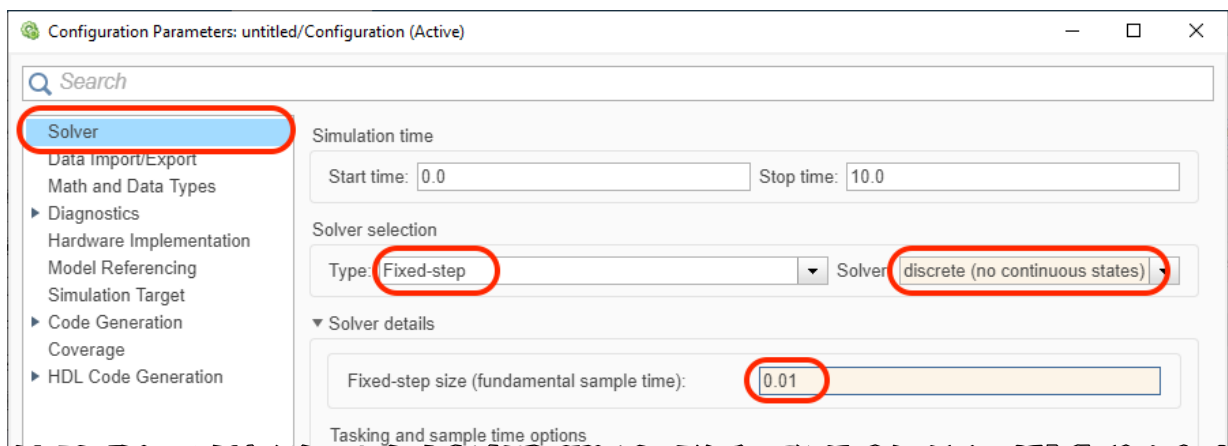 Configuration Parameters: untitled/Configuration (Active)
Search
Solver
Data Import/Export
Math and Data Types
Diagnostics
Hardware Implementation
Model Referencing
Simulation Target
Code Generation
Coverage
HDL Code Generation
Simulation time
Start time: 0.0 Stop time: 10.0
Solver selection
Type: Fixed-step Solver: discrete (no continuous states)
Solver details
Fixed-step size (fundamental sample time): 0.01
Tasking and sample time options